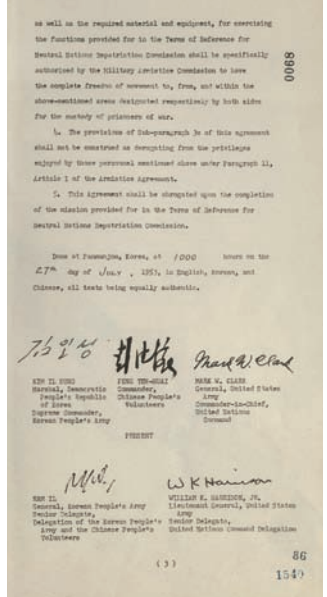 as well as the required material and equipment, for exercising
the functions provided for in the Terms of Reference for
Neutral Nations Repatriation Commission shall be specifically
authorized by the Military Armistice Commission to have
the complete freedom of movement to, from, and within the
above-mentioned areas designated respectively by both sides
for the custody of prisoners of war.
0068
4. The provisions of Sub-paragraph 3c of this agreement
shall not be construed as derogating from the privileges
enjoyed by those personnel mentioned above under Paragraph 11,
Article I of the Armistice Agreement.
5. This Agreement shall be abrogated upon the completion
of the mission provided for in the Terms of Reference for
Neutral Nations Repatriation Commission.
Done at Panmunjom, Korea, at 1000 hours on the
27th day of JULY , 1953, in English, Korean, and
Chinese, all texts being equally authentic.
김일성 彭德懷 Mark W. Clark
KIM IL SUNG
Marshal, Democratic
People's Republic
of Korea
Supreme Commander,
Korean People's Army
PENG TEH-HUAI
Commander,
Chinese People's
Volunteers
MARK W. CLARK
General, United States
Army
Commander-in-Chief,
United Nations
Command
PRESENT
W K Harrison
NAM IL
General, Korean People's Army
Senior Delegate,
Delegation of the Korean People's
Army and the Chinese People's
Volunteers
WILLIAM K. HARRISON, JR.
Lieutenant General, United States
Army
Senior Delegate,
United Nations Command Delegation
(3)
86
1540